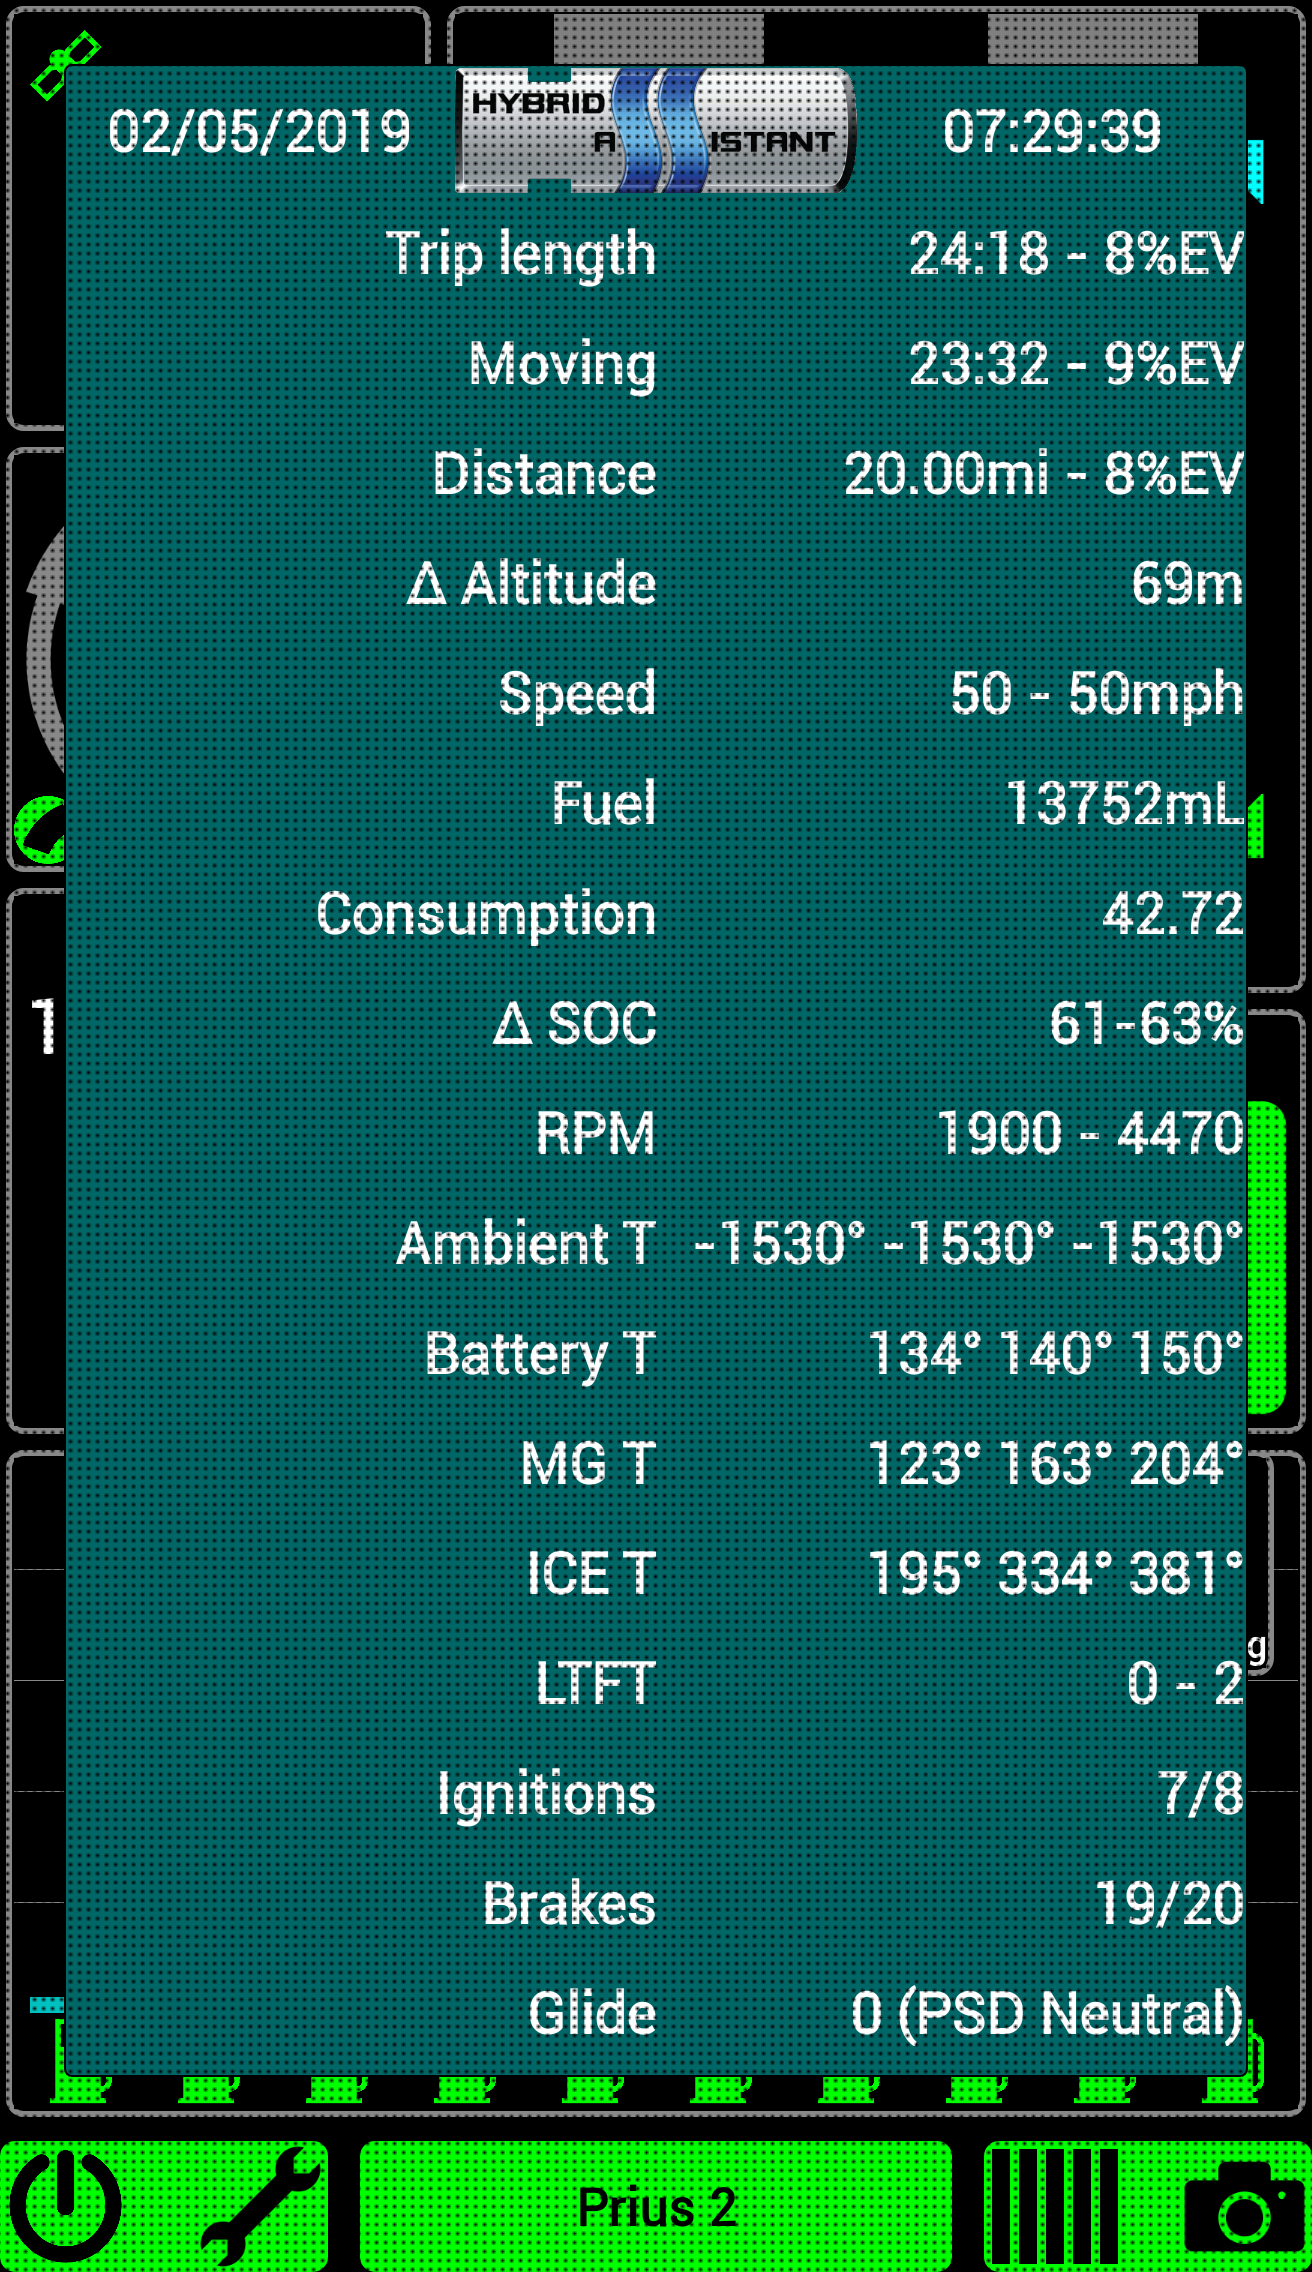 02/05/2019 HYBRID ASSISTANT 07:29:39
Trip length 24:18 - 8%EV
Moving 23:32 - 9%EV
Distance 20.00mi - 8%EV
Δ Altitude 69m
Speed 50 - 50mph
Fuel 13752mL
Consumption 42.72
1
Δ SOC 61-63%
RPM 1900 - 4470
Ambient T -1530° -1530° -1530°
Battery T 134° 140° 150°
MG T 123° 163° 204°
ICE T 195° 334° 381°
g
LTFT 0 - 2
Ignitions 7/8
Brakes 19/20
Glide 0 (PSD Neutral)
Prius 2